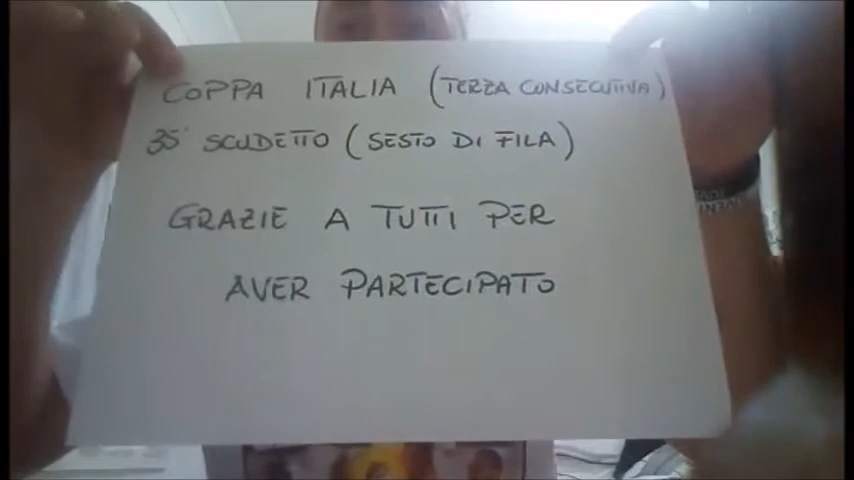 COPPA ITALIA (TERZA CONSECUTIVA)
35° SCUDETTO (SESTO DI FILA)
GRAZIE A TUTTI PER
AVER PARTECIPATO